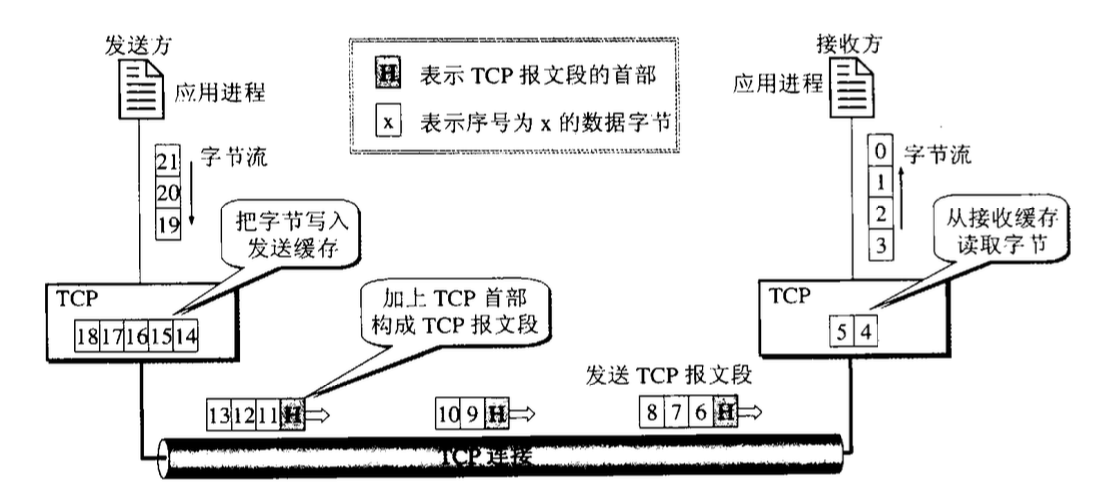 发送方
接收方
应用进程
应用进程
H 表示 TCP 报文段的首部
x 表示序号为 x 的数据字节
21
20
19
字节流
0
1
2
3
字节流
把字节写入
发送缓存
从接收缓存
读取字节
TCP
18 17 16 15 14
加上 TCP 首部
构成 TCP 报文段
TCP
5 4
发送 TCP 报文段
13 12 11 H
10 9 H
8 7 6 H
TCP 连接